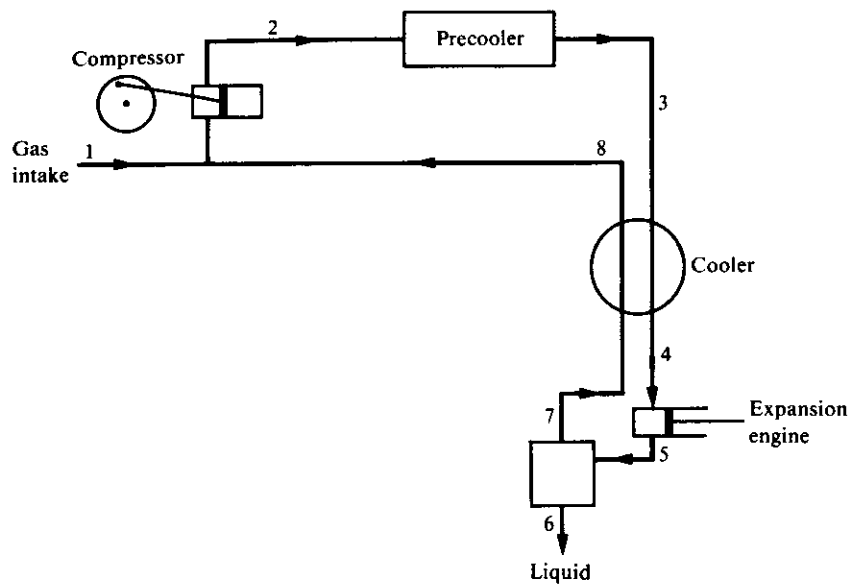 2
Precooler
Compressor
3
Gas
intake
1
8
Cooler
4
7
Expansion
engine
5
6
Liquid